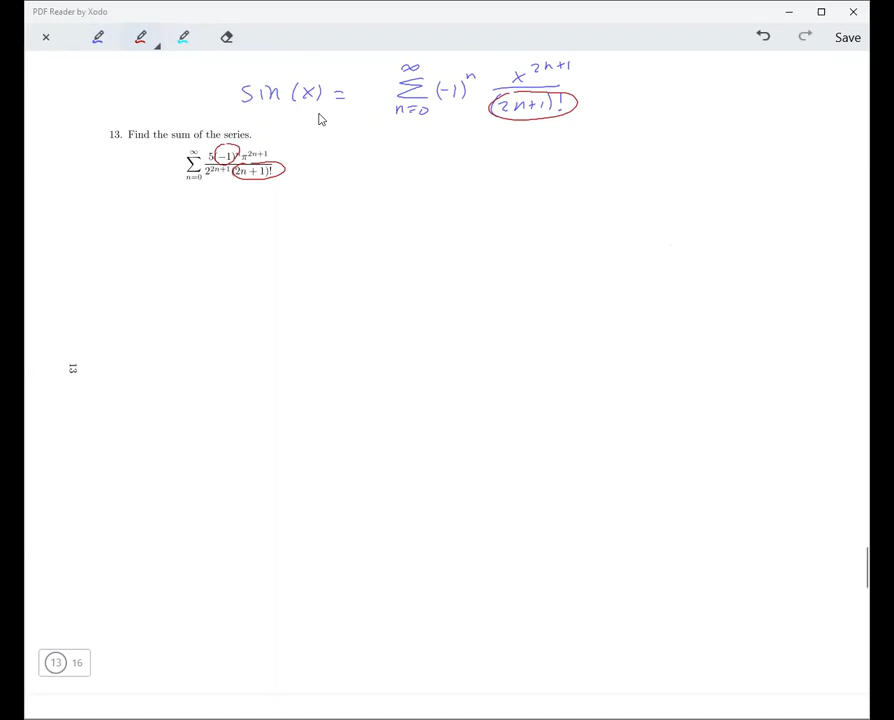 PDF Reader by Xodo
Save
sin (x) = ∞ Σ n=0 (-1)^n x^{2n+1} / (2n+1)!
13. Find the sum of the series.
∞ Σ n=0 5(−1)^n π^{2n+1} / 2^{2n+1}(2n + 1)!
13
13 16